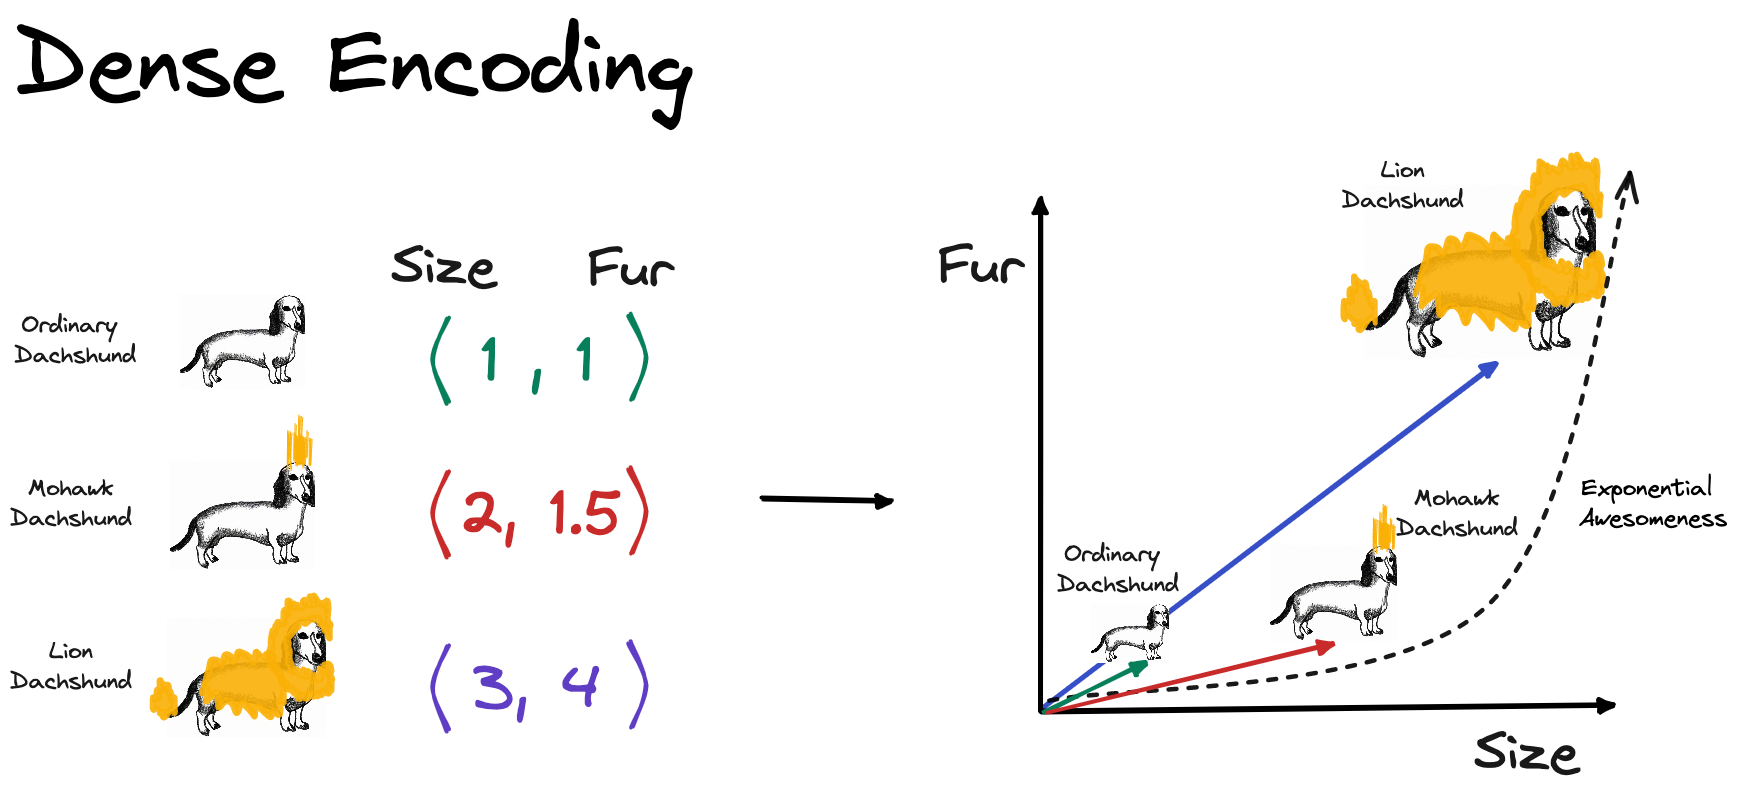 Dense Encoding
Size Fur
Ordinary
Dachshund
⟨ 1 , 1 ⟩
Mohawk
Dachshund
⟨ 2, 1.5 ⟩
Lion
Dachshund
⟨ 3, 4 ⟩
Fur
Lion
Dachshund
Exponential
Awesomeness
Mohawk
Dachshund
Ordinary
Dachshund
Size